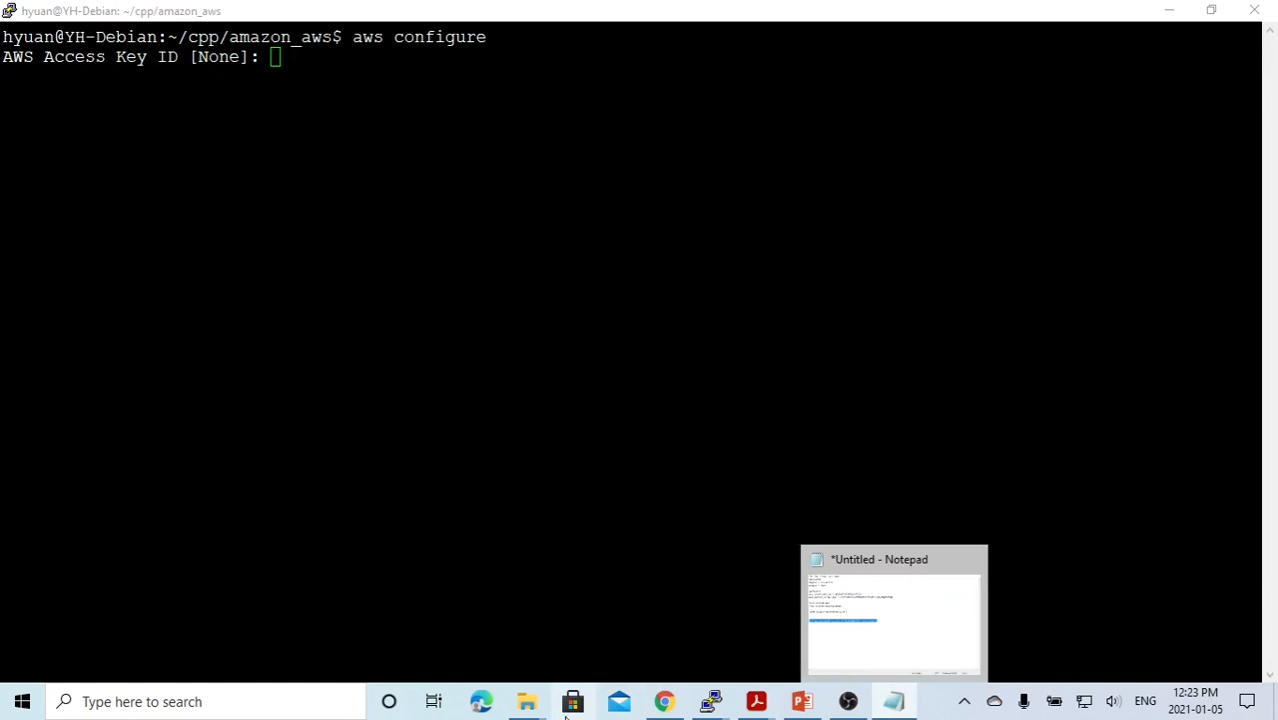 hyuan@YH-Debian: ~/cpp/amazon_aws
hyuan@YH-Debian:~/cpp/amazon_aws$ aws configure
AWS Access Key ID [None]:
*Untitled - Notepad
Type here to search
ENG
12:23 PM
2021-01-05